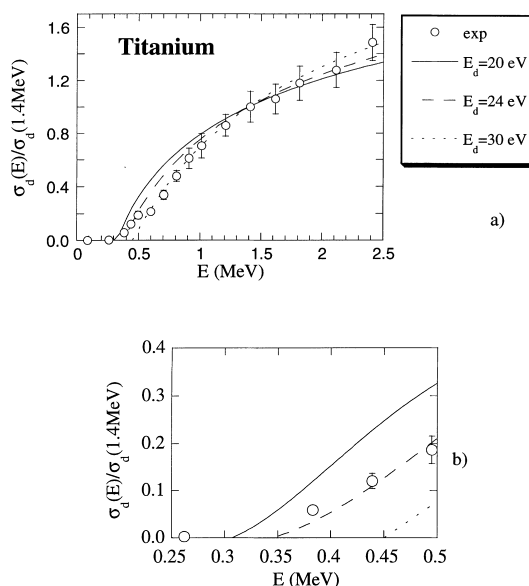 Titanium
exp
E_d=20 eV
E_d=24 eV
E_d=30 eV
σ_d(E)/σ_d(1.4MeV)
1.6
1.2
0.8
0.4
0.0
0 0.5 1 1.5 2 2.5
E (MeV)
a)
σ_d(E)/σ_d(1.4MeV)
0.4
0.3
0.2
0.1
0.0
0.25 0.3 0.35 0.4 0.45 0.5
E (MeV)
b)